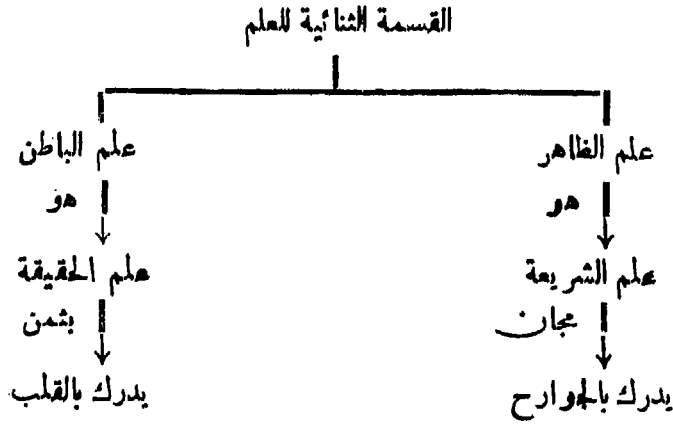 القسمة الثنائية للعلم
علم الظاهر
علم الباطن
هو
هو
علم الشريعة
علم الحقيقة
مجان
بثمن
يدرك بالجوارح
يدرك بالقلب